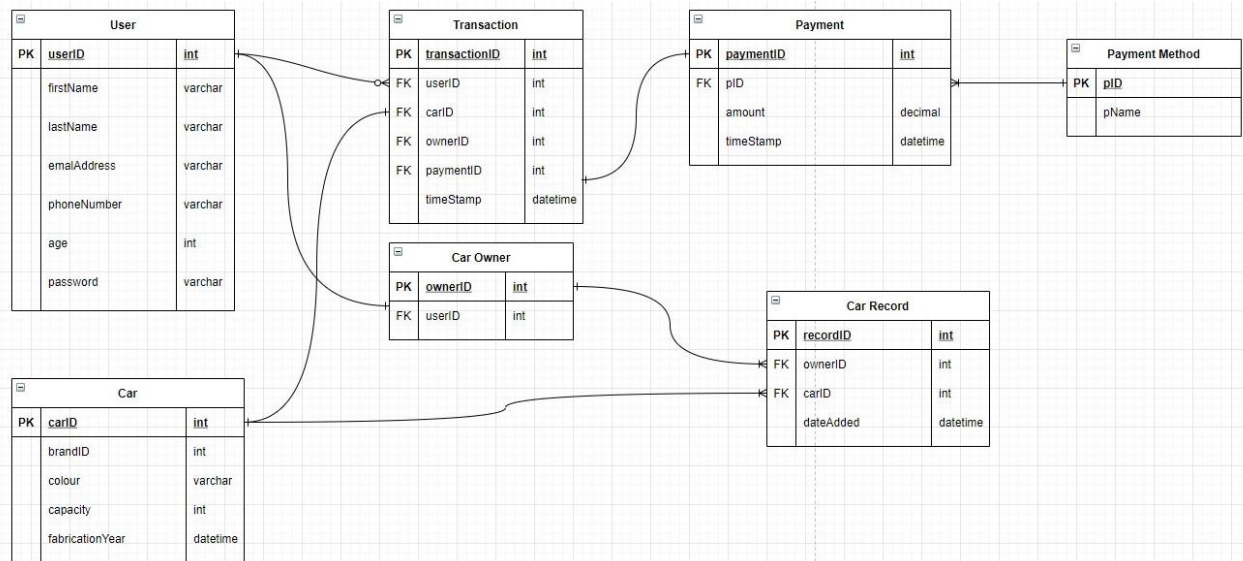 User
PK userID int
firstName varchar
lastName varchar
emalAddress varchar
phoneNumber varchar
age int
password varchar
Transaction
PK transactionID int
FK userID int
FK carID int
FK ownerID int
FK paymentID int
timeStamp datetime
Payment
PK paymentID int
FK pID
amount decimal
timeStamp datetime
Payment Method
PK pID
pName
Car Owner
PK ownerID int
FK userID int
Car Record
PK recordID int
FK ownerID int
FK carID int
dateAdded datetime
Car
PK carID int
brandID int
colour varchar
capacity int
fabricationYear datetime